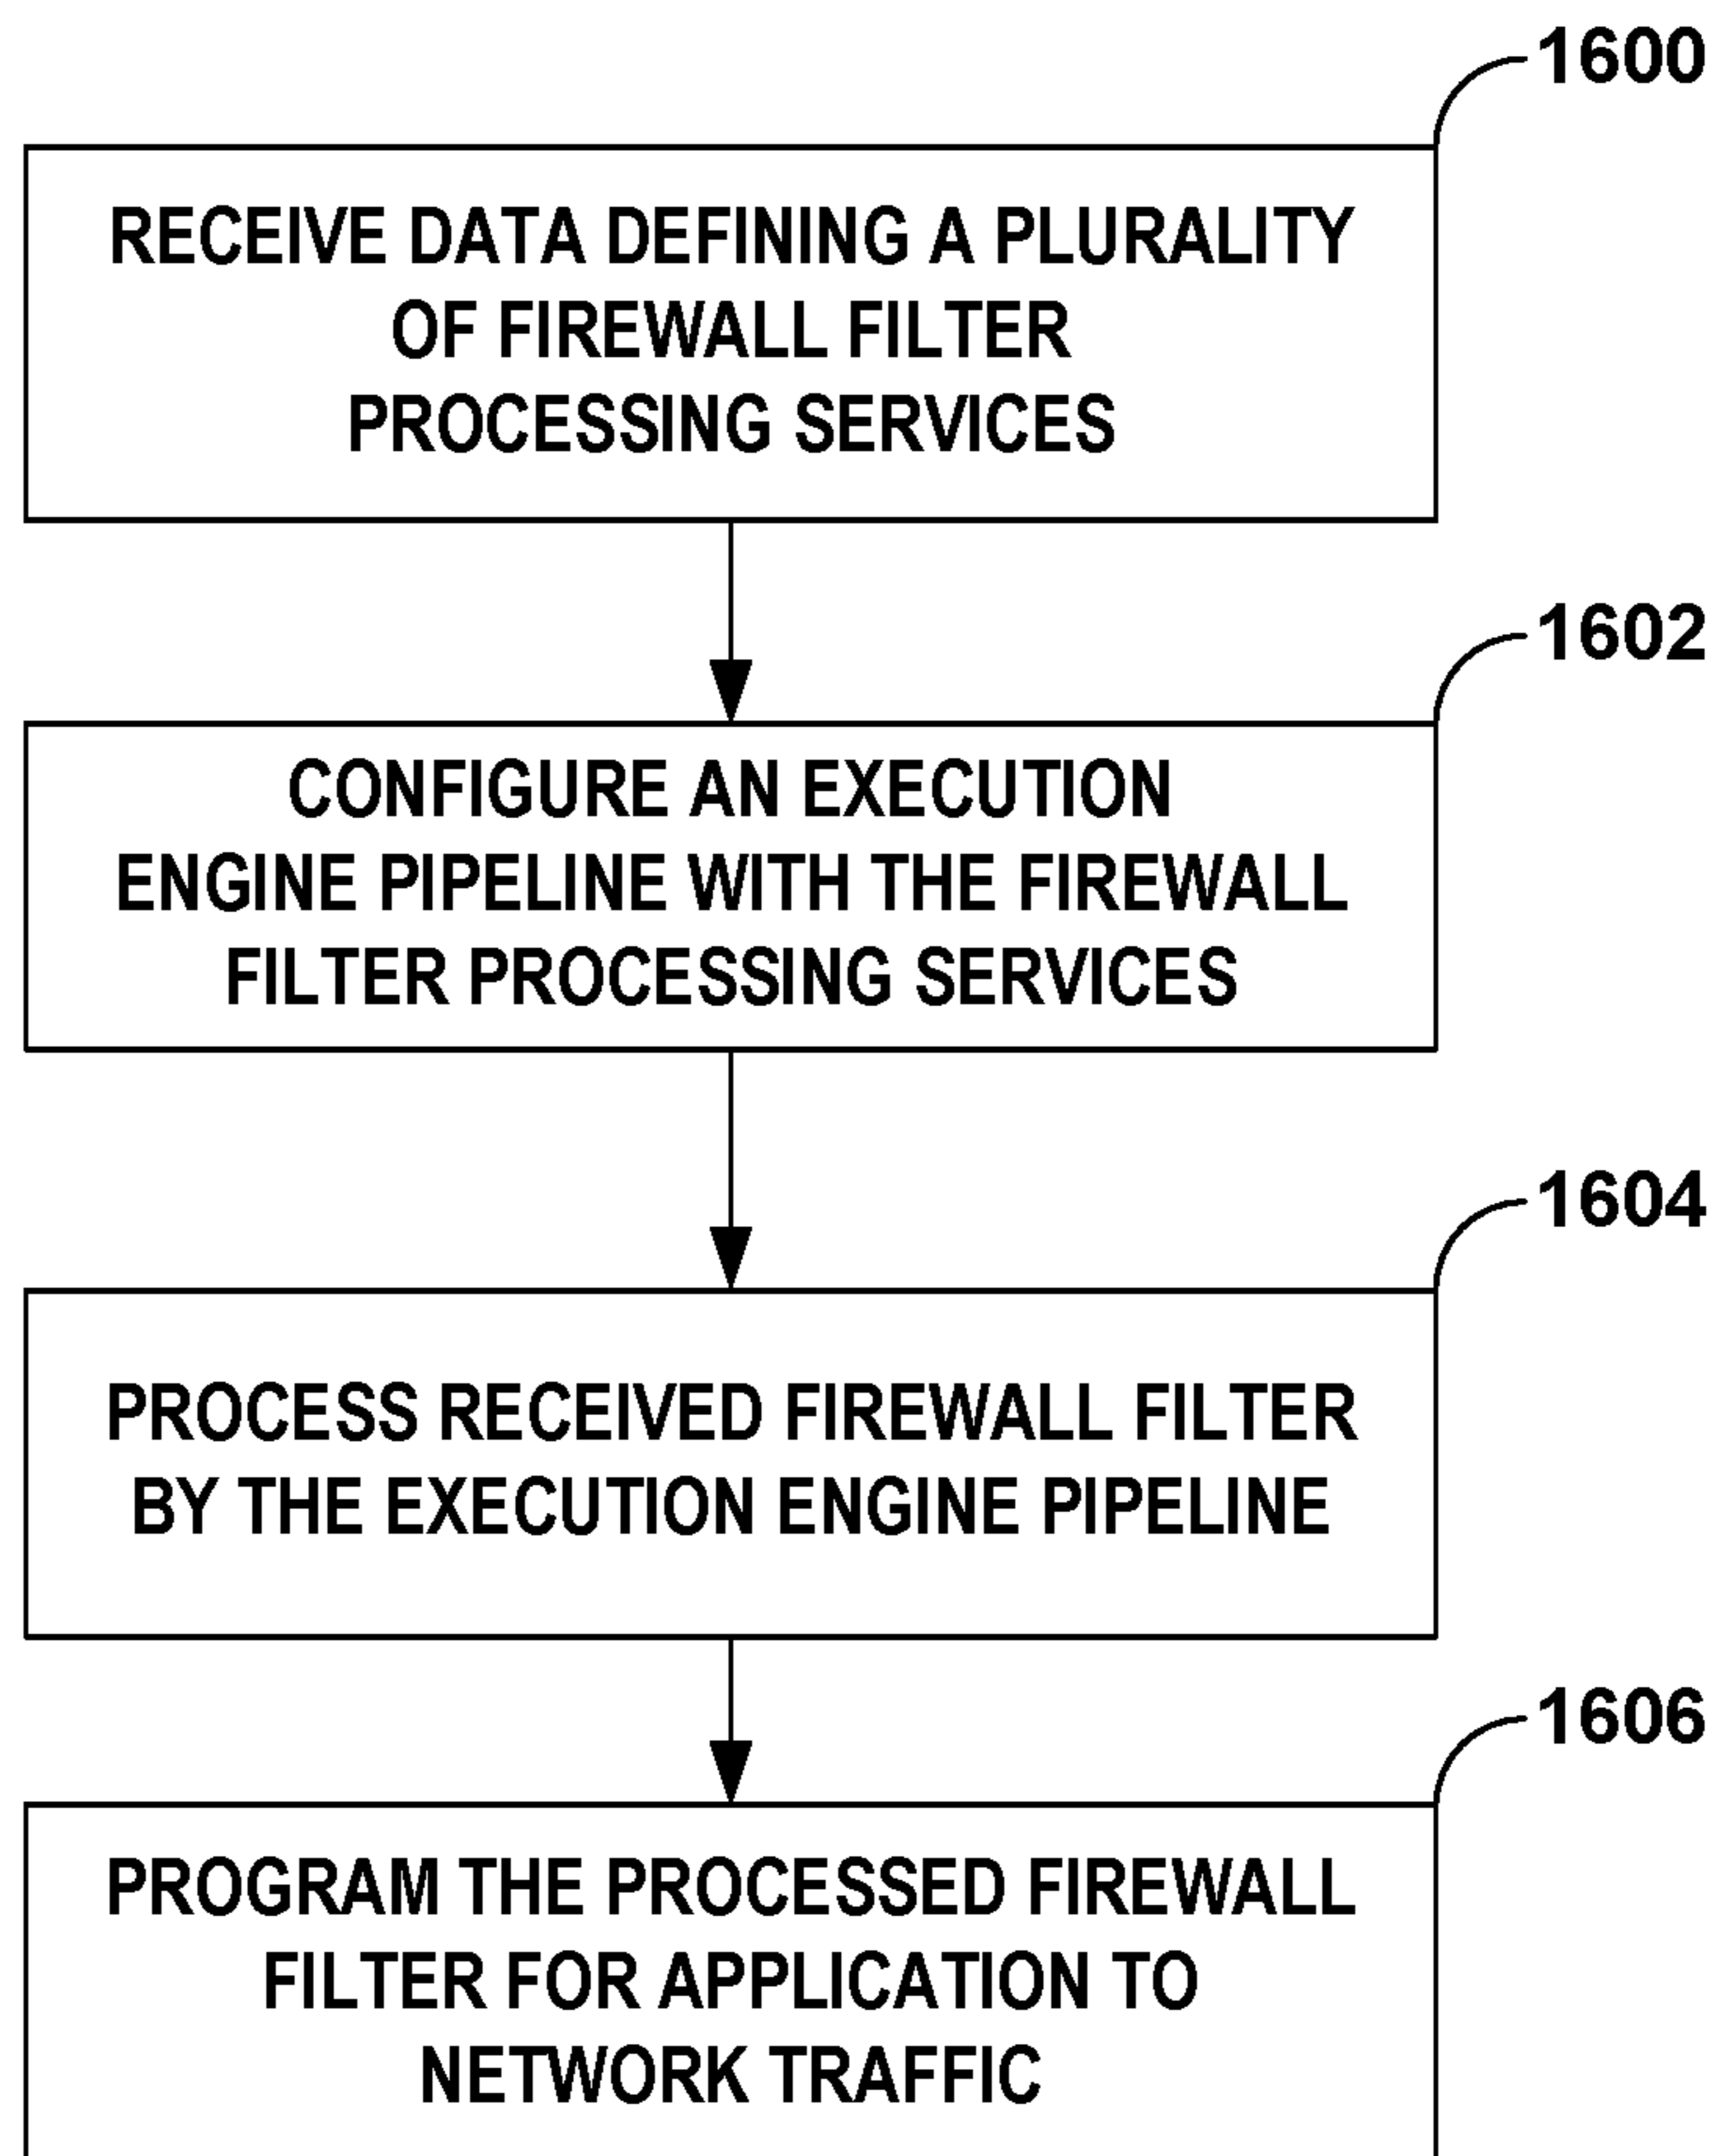 1600
RECEIVE DATA DEFINING A PLURALITY
OF FIREWALL FILTER
PROCESSING SERVICES
1602
CONFIGURE AN EXECUTION
ENGINE PIPELINE WITH THE FIREWALL
FILTER PROCESSING SERVICES
1604
PROCESS RECEIVED FIREWALL FILTER
BY THE EXECUTION ENGINE PIPELINE
1606
PROGRAM THE PROCESSED FIREWALL
FILTER FOR APPLICATION TO
NETWORK TRAFFIC